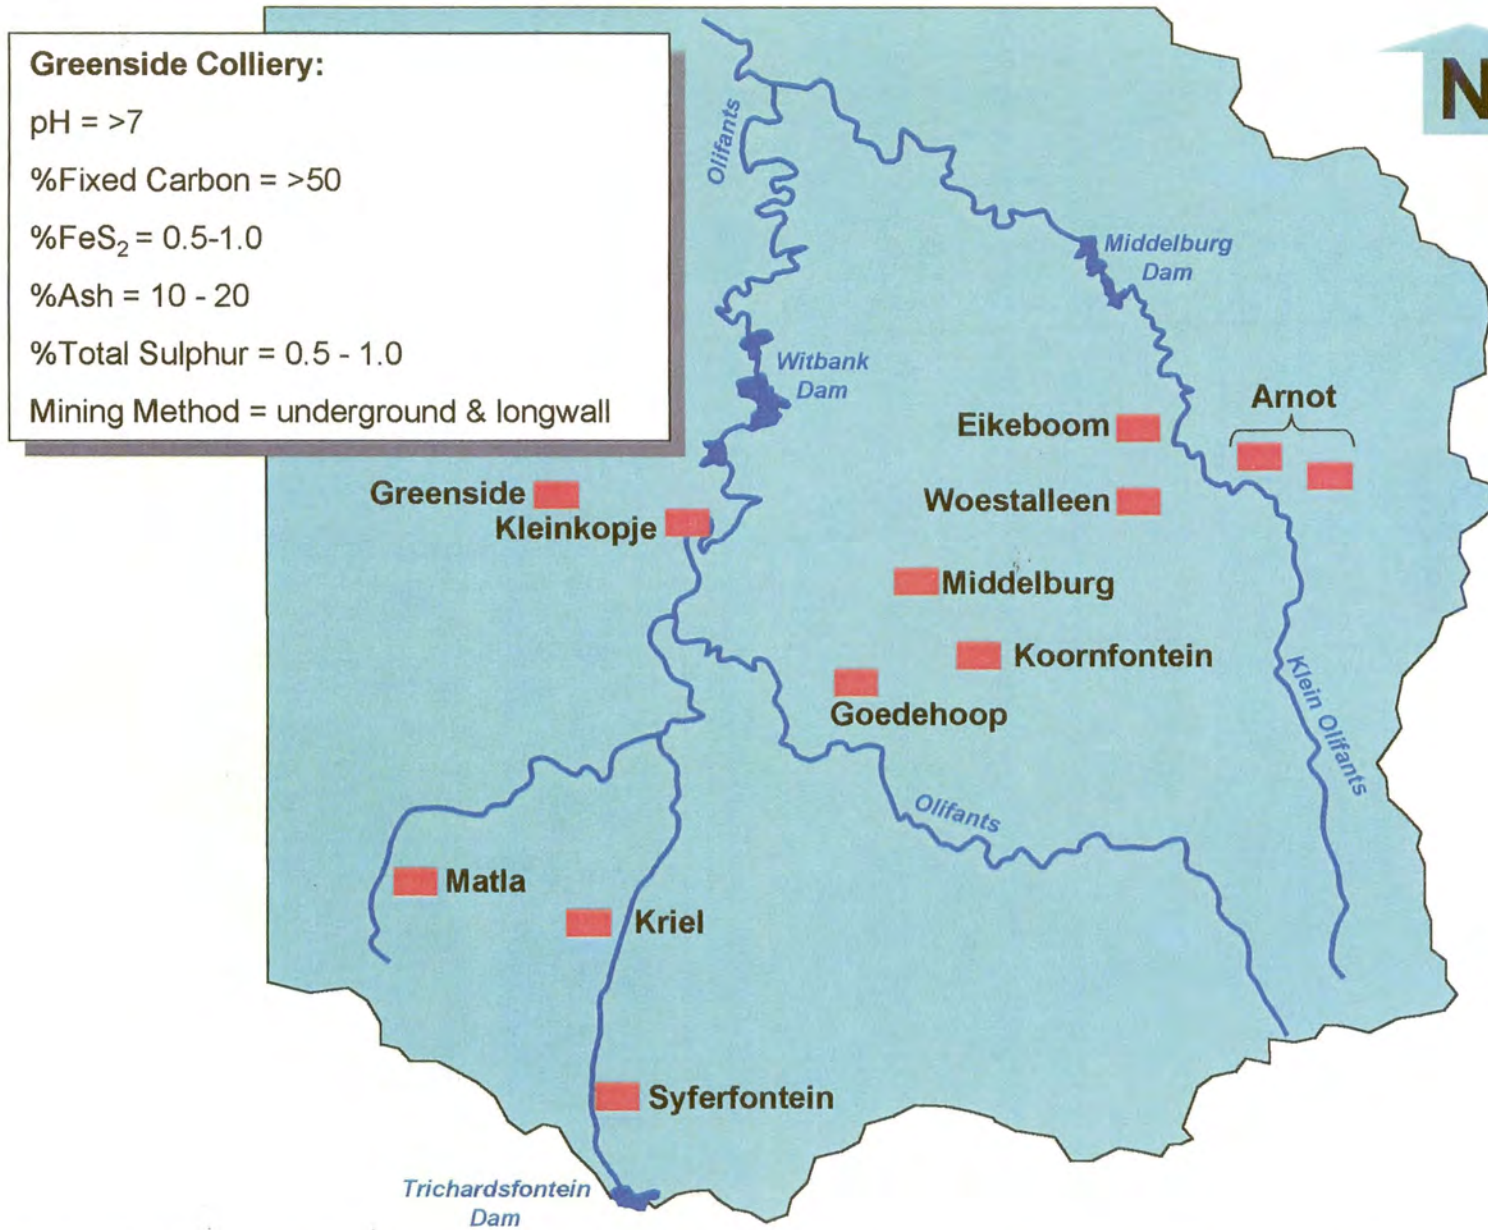 Greenside Colliery:
pH = >7
%Fixed Carbon = >50
%FeS₂ = 0.5-1.0
%Ash = 10 - 20
%Total Sulphur = 0.5 - 1.0
Mining Method = underground & longwall
N
Olifants
Middelburg
Dam
Witbank
Dam
Arnot
Eikeboom
Greenside
Woestalleen
Kleinkopje
Middelburg
Koornfontein
Goedehoop
Klein Olifants
Olifants
Matla
Kriel
Syferfontein
Trichardsfontein
Dam